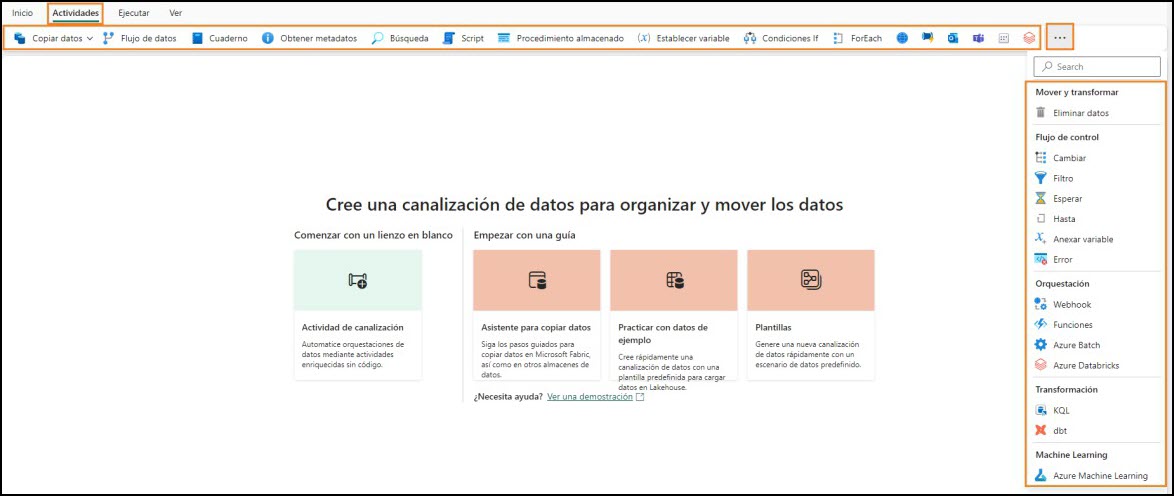 Inicio Actividades Ejecutar Ver
Copiar datos Flujo de datos Cuaderno Obtener metadatos Búsqueda Script Procedimiento almacenado (x) Establecer variable Condiciones If ForEach ...
Search
Mover y transformar
Eliminar datos
Flujo de control
Cambiar
Filtro
Esperar
Hasta
Anexar variable
Error
Orquestación
Webhook
Funciones
Azure Batch
Azure Databricks
Transformación
KQL
dbt
Machine Learning
Azure Machine Learning
Cree una canalización de datos para organizar y mover los datos
Comenzar con un lienzo en blanco
Actividad de canalización
Automatice orquestaciones de
datos mediante actividades
enriquecidas sin código.
Empezar con una guía
Asistente para copiar datos
Siga los pasos guiados para
copiar datos en Microsoft Fabric,
así como en otros almacenes de
datos.
Practicar con datos de
ejemplo
Cree rápidamente una
canalización de datos con una
plantilla predefinida para cargar
datos en Lakehouse.
Plantillas
Genere una nueva canalización
de datos rápidamente con un
escenario de datos predefinido.
¿Necesita ayuda? Ver una demostración